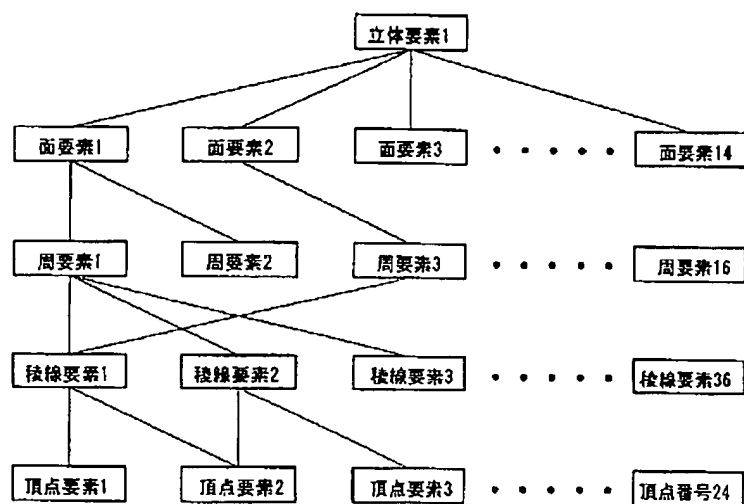 立体要素1
面要素1 面要素2 面要素3 ・・・・・ 面要素14
周要素1 周要素2 周要素3 ・・・・・ 周要素16
稜線要素1 稜線要素2 稜線要素3 ・・・・・ 稜線要素36
頂点要素1 頂点要素2 頂点要素3 ・・・・・ 頂点番号24